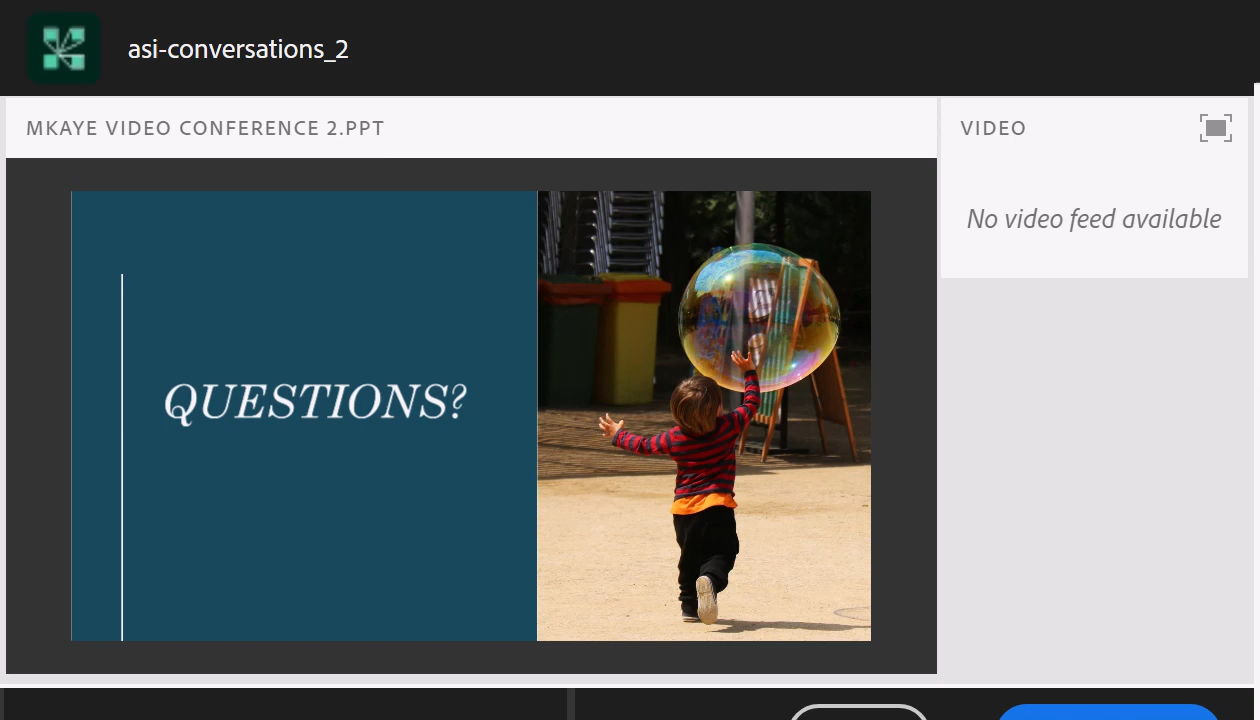 asi-conversations_2
MKAYE VIDEO CONFERENCE 2.PPT
VIDEO
No video feed available
QUESTIONS?